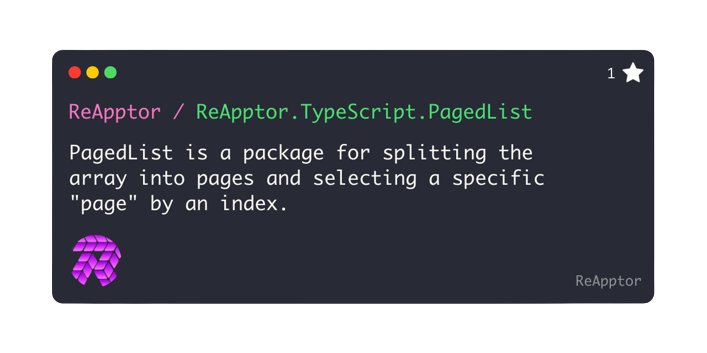 1
ReApptor / ReApptor.TypeScript.PagedList
PagedList is a package for splitting the
array into pages and selecting a specific
"page" by an index.
ReApptor